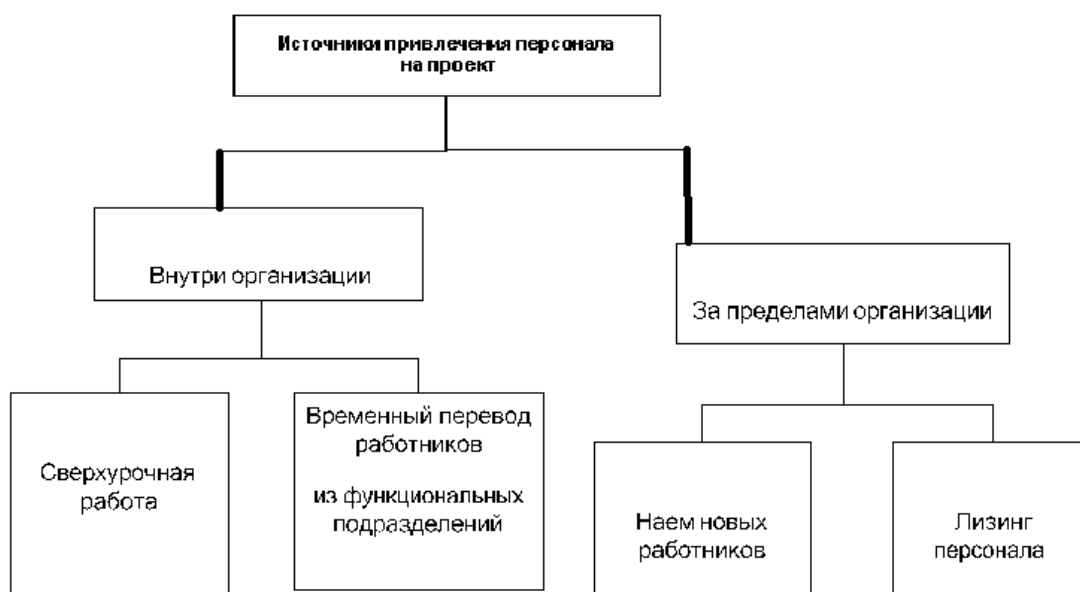 Источники привлечения персонала
на проект
Внутри организации
За пределами организации
Сверхурочная
работа
Временный перевод
работников
из функциональных
подразделений
Наем новых
работников
Лизинг
персонала